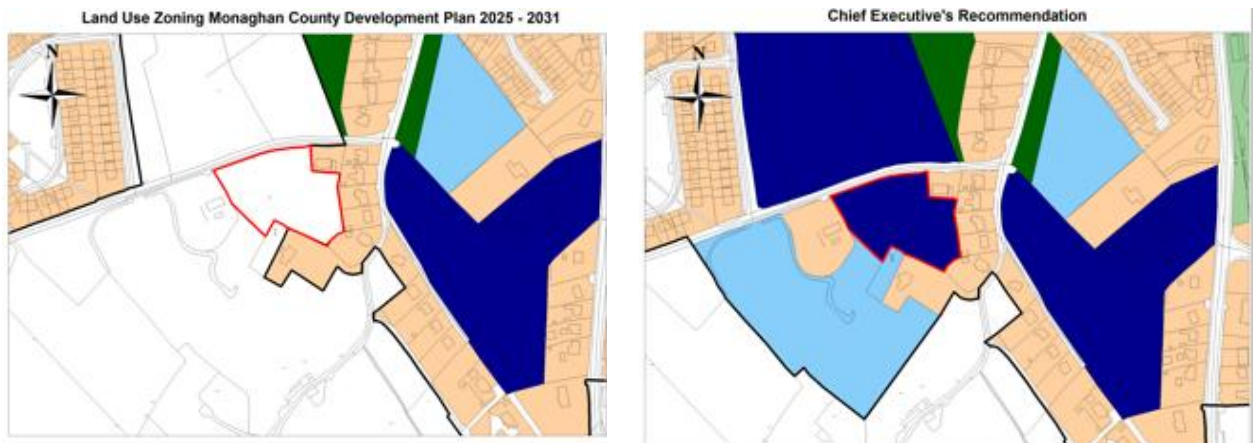 Land Use Zoning Monaghan County Development Plan 2025 - 2031
Chief Executive's Recommendation
N
N